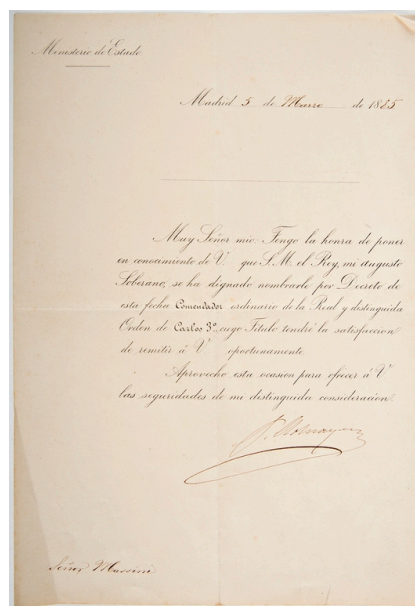 Ministerio de Estado
Madrid 5 de Marzo de 1885
Muy Señor mio: Tengo la honra de poner
en conocimiento de V. que S. M. el Rey, mi augusto
Soberano, se ha dignado nombrarle por Decreto de
esta fecha Comendador ordinario de la Real y distinguida
Orden de Carlos 3º, cuyo Título tendré la satisfaccion
de remitir á V. oportunamente.
Aprovecho esta ocasion para ofrecer á V.
las seguridades de mi distinguida consideracion.
Señor Massini